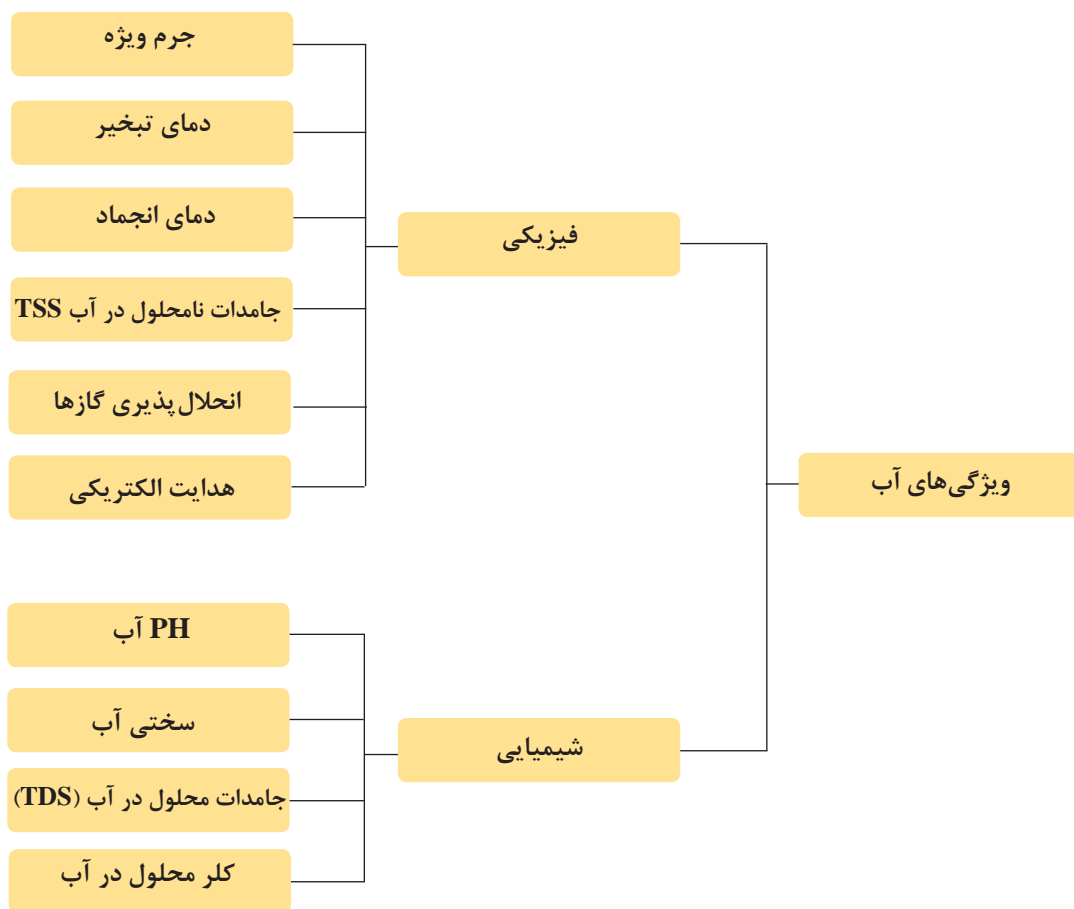 ویژگی‌های آب
فیزیکی
جرم ویژه
دمای تبخیر
دمای انجماد
جامدات نامحلول در آب TSS
انحلال‌پذیری گازها
هدایت الکتریکی
شیمیایی
PH آب
سختی آب
جامدات محلول در آب (TDS)
کلر محلول در آب